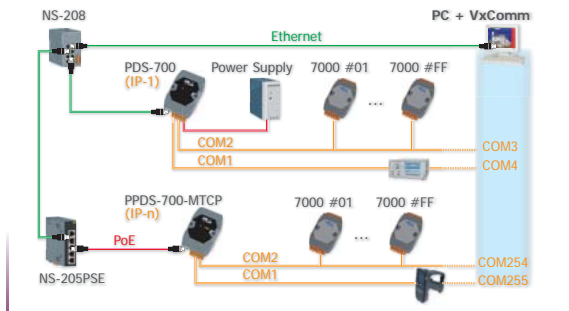 NS-208
PC + VxComm
Ethernet
PDS-700
(IP-1)
Power Supply
7000 #01
7000 #FF
...
COM2
COM3
COM1
COM4
PPDS-700-MTCP
(IP-n)
7000 #01
7000 #FF
...
PoE
COM2
COM254
COM1
COM255
NS-205PSE